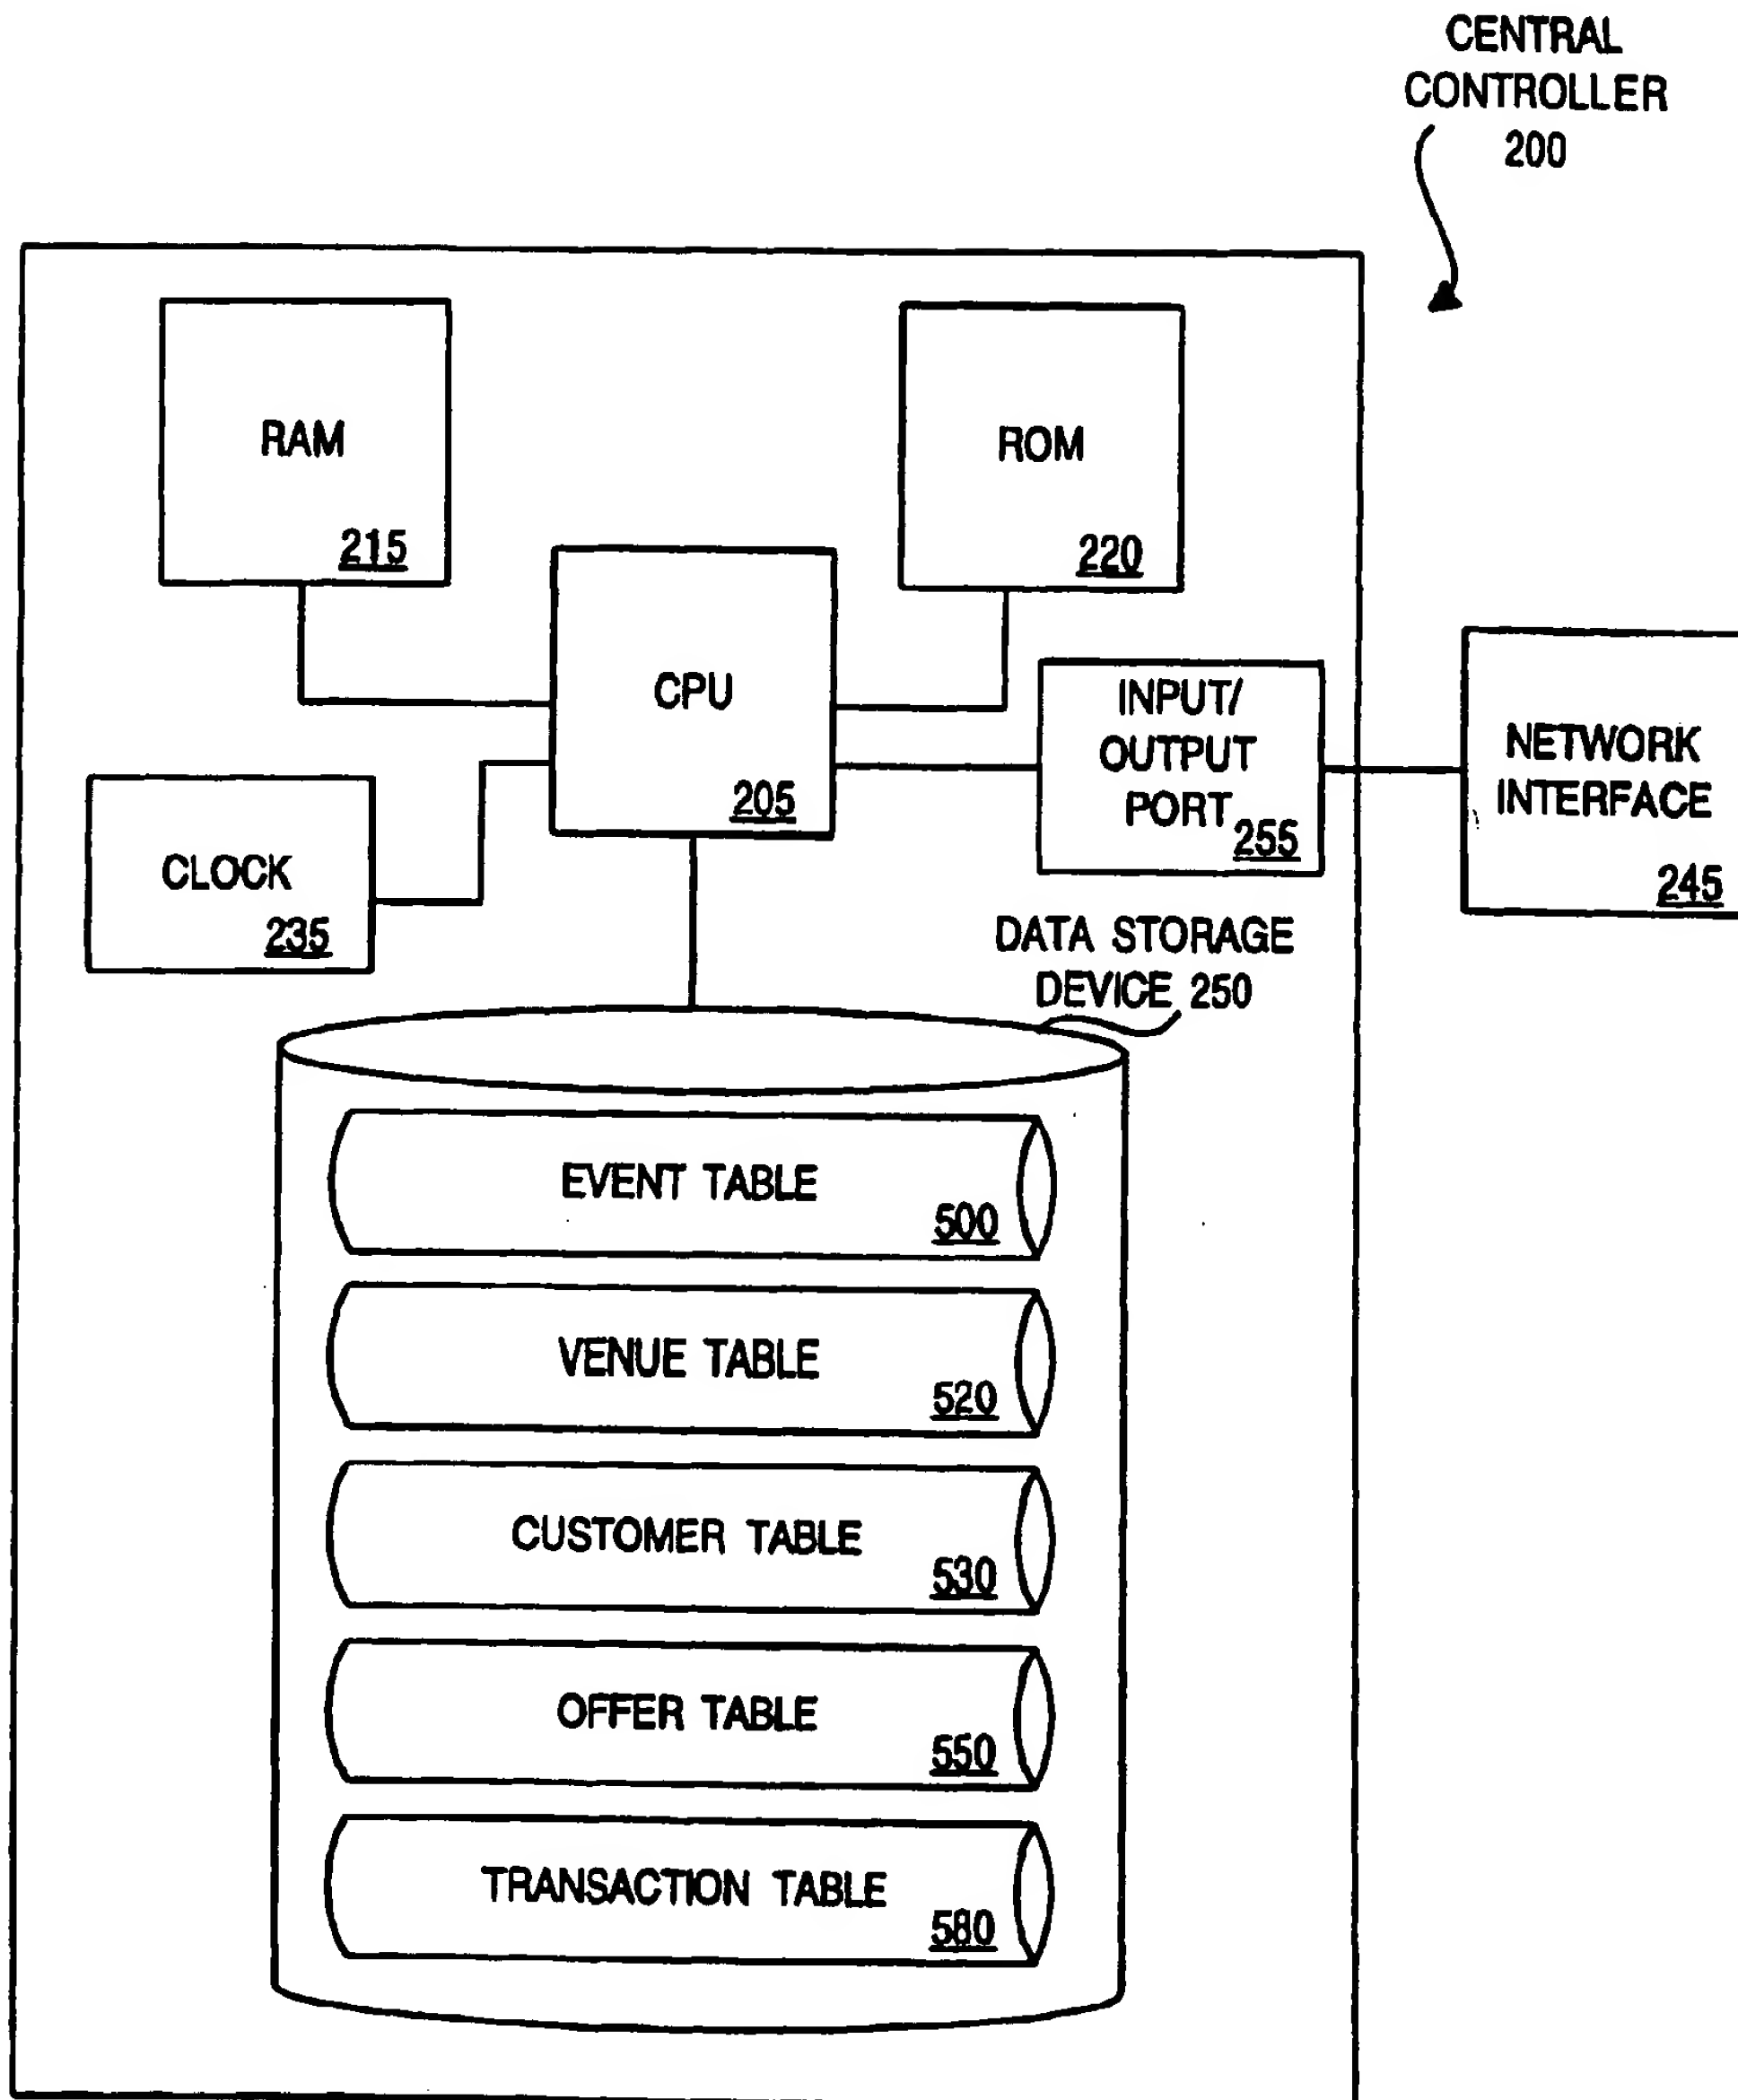 CENTRAL
CONTROLLER
200
RAM
215
ROM
220
CPU
205
INPUT/
OUTPUT
PORT
255
NETWORK
INTERFACE
245
CLOCK
235
DATA STORAGE
DEVICE 250
EVENT TABLE
500
VENUE TABLE
520
CUSTOMER TABLE
530
OFFER TABLE
550
TRANSACTION TABLE
580